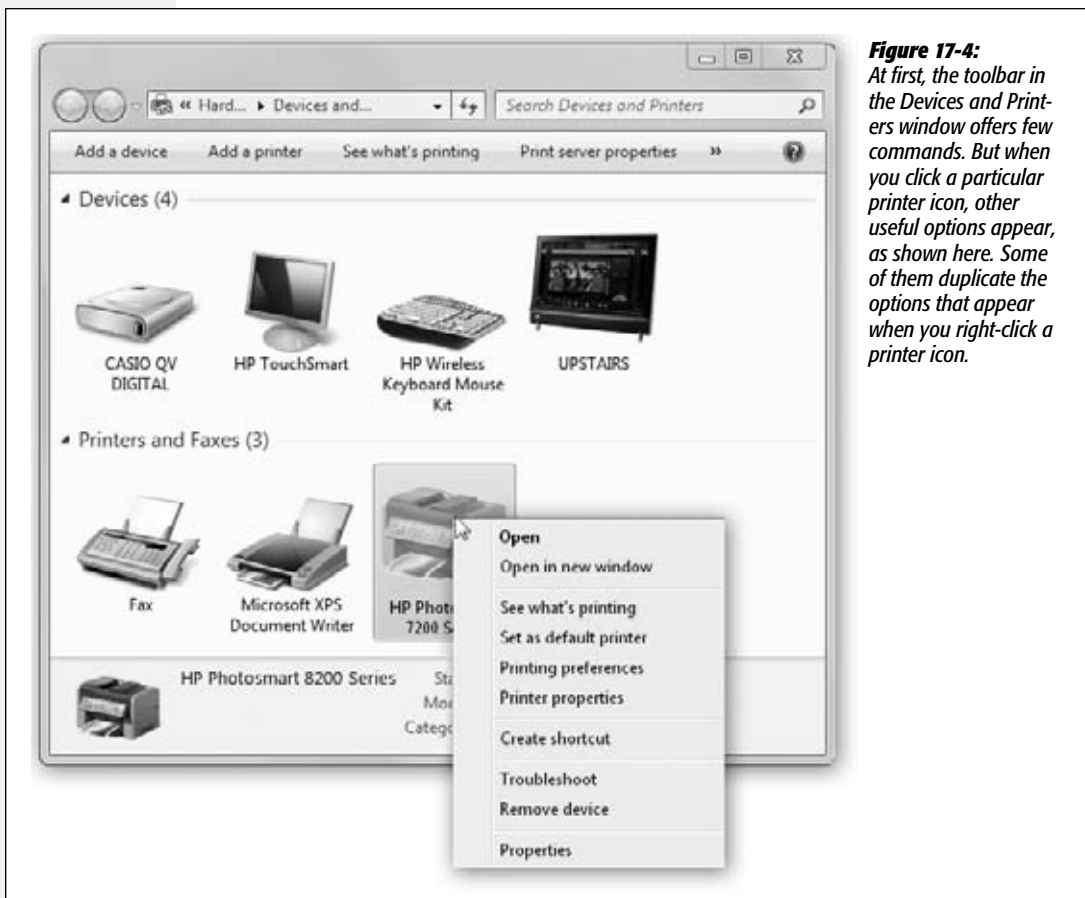 « Hard... ▸ Devices and...
Search Devices and Printers
Add a device
Add a printer
See what's printing
Print server properties
»
Devices (4)
CASIO QV
DIGITAL
HP TouchSmart
HP Wireless
Keyboard Mouse
Kit
UPSTAIRS
Printers and Faxes (3)
Fax
Microsoft XPS
Document Writer
HP Phot
7200 S
Open
Open in new window
See what's printing
Set as default printer
Printing preferences
Printer properties
Create shortcut
Troubleshoot
Remove device
Properties
HP Photosmart 8200 Series
Sta
Mo
Catego
Figure 17-4:
At first, the toolbar in
the Devices and Print-
ers window offers few
commands. But when
you click a particular
printer icon, other
useful options appear,
as shown here. Some
of them duplicate the
options that appear
when you right-click a
printer icon.